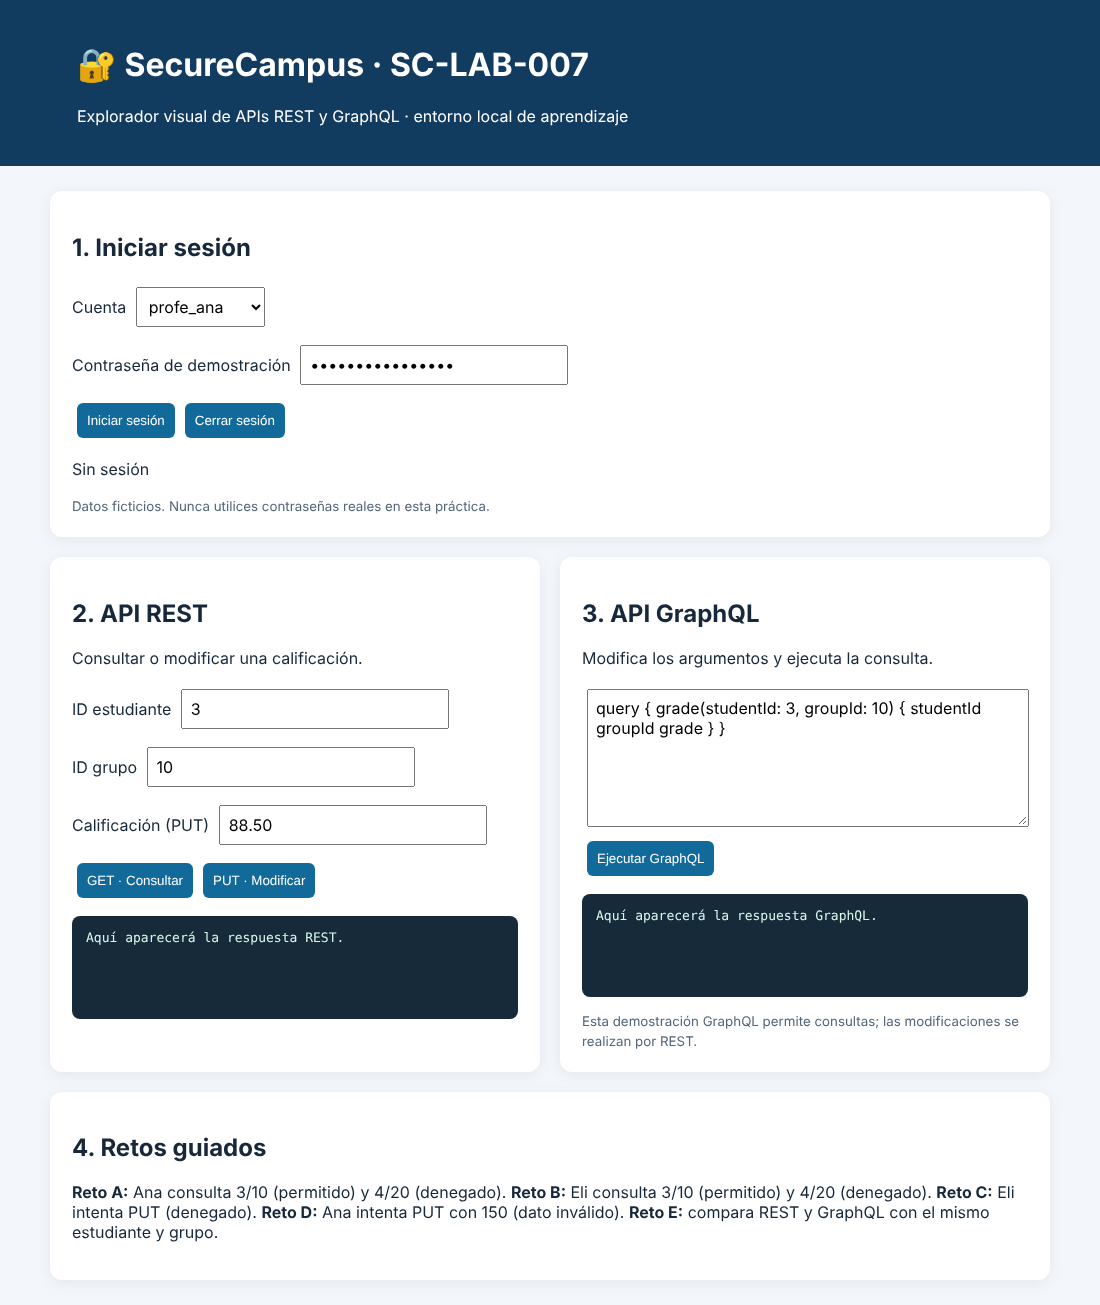 🔐 SecureCampus · SC-LAB-007
Explorador visual de APIs REST y GraphQL · entorno local de aprendizaje
1. Iniciar sesión
Cuenta profe_ana
Contraseña de demostración ••••••••••••••••
Iniciar sesión Cerrar sesión
Sin sesión
Datos ficticios. Nunca utilices contraseñas reales en esta práctica.
2. API REST
Consultar o modificar una calificación.
ID estudiante 3
ID grupo 10
Calificación (PUT) 88.50
GET · Consultar PUT · Modificar
Aquí aparecerá la respuesta REST.
3. API GraphQL
Modifica los argumentos y ejecuta la consulta.
query { grade(studentId: 3, groupId: 10) { studentId
groupId grade } }
Ejecutar GraphQL
Aquí aparecerá la respuesta GraphQL.
Esta demostración GraphQL permite consultas; las modificaciones se
realizan por REST.
4. Retos guiados
Reto A: Ana consulta 3/10 (permitido) y 4/20 (denegado). Reto B: Eli consulta 3/10 (permitido) y 4/20 (denegado). Reto C: Eli
intenta PUT (denegado). Reto D: Ana intenta PUT con 150 (dato inválido). Reto E: compara REST y GraphQL con el mismo
estudiante y grupo.